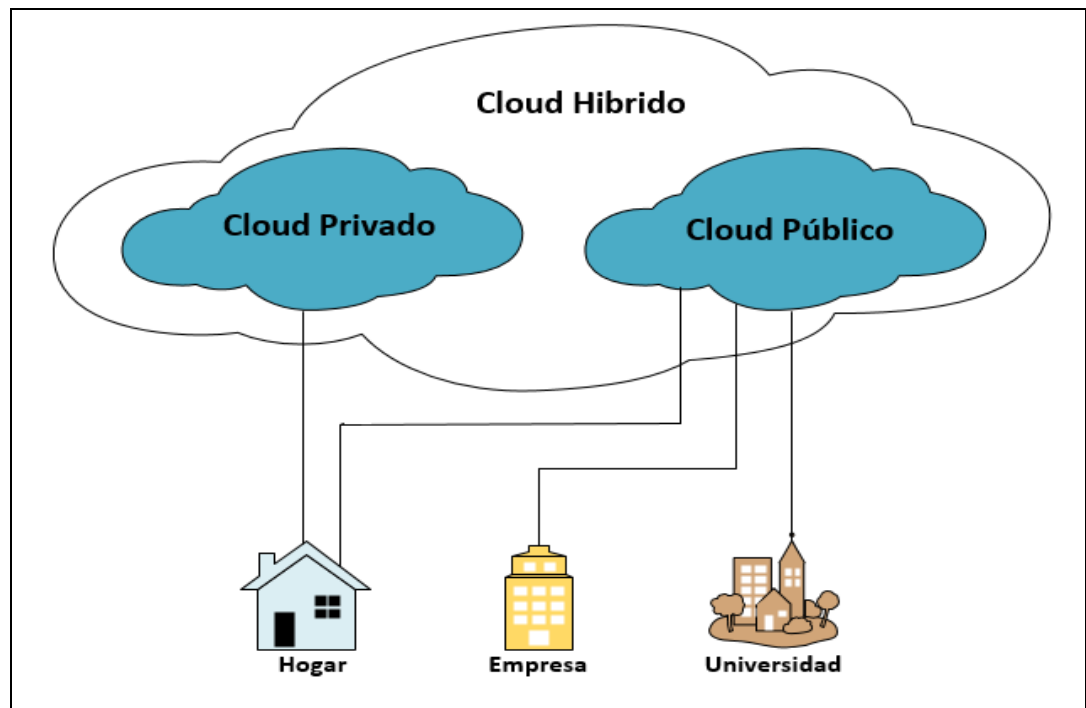 Cloud Hibrido
Cloud Privado
Cloud Público
Hogar
Empresa
Universidad